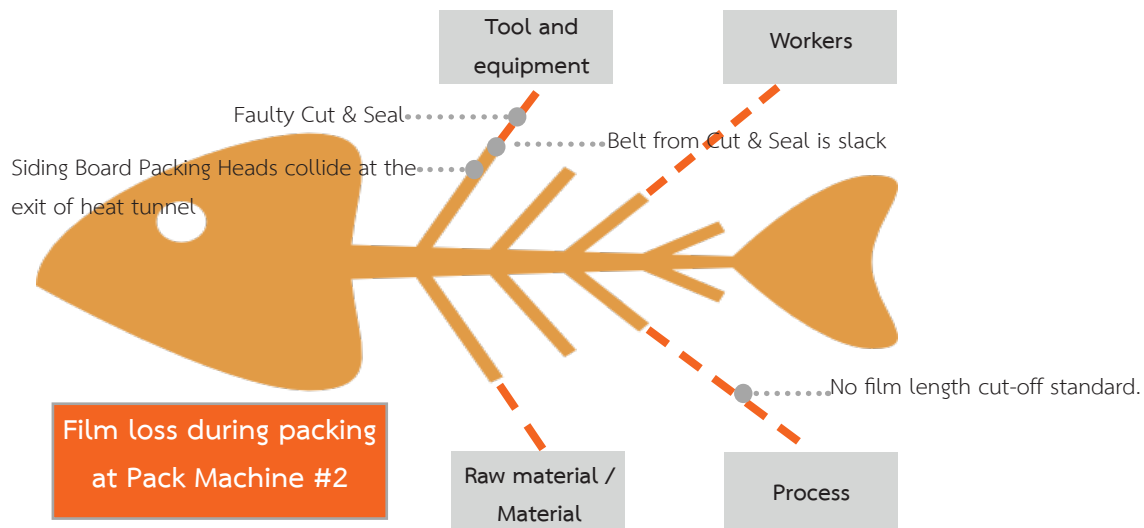 Tool and
equipment
Workers
Faulty Cut & Seal
Belt from Cut & Seal is slack
Siding Board Packing Heads collide at the
exit of heat tunnel
No film length cut-off standard.
Film loss during packing
at Pack Machine #2
Raw material /
Material
Process